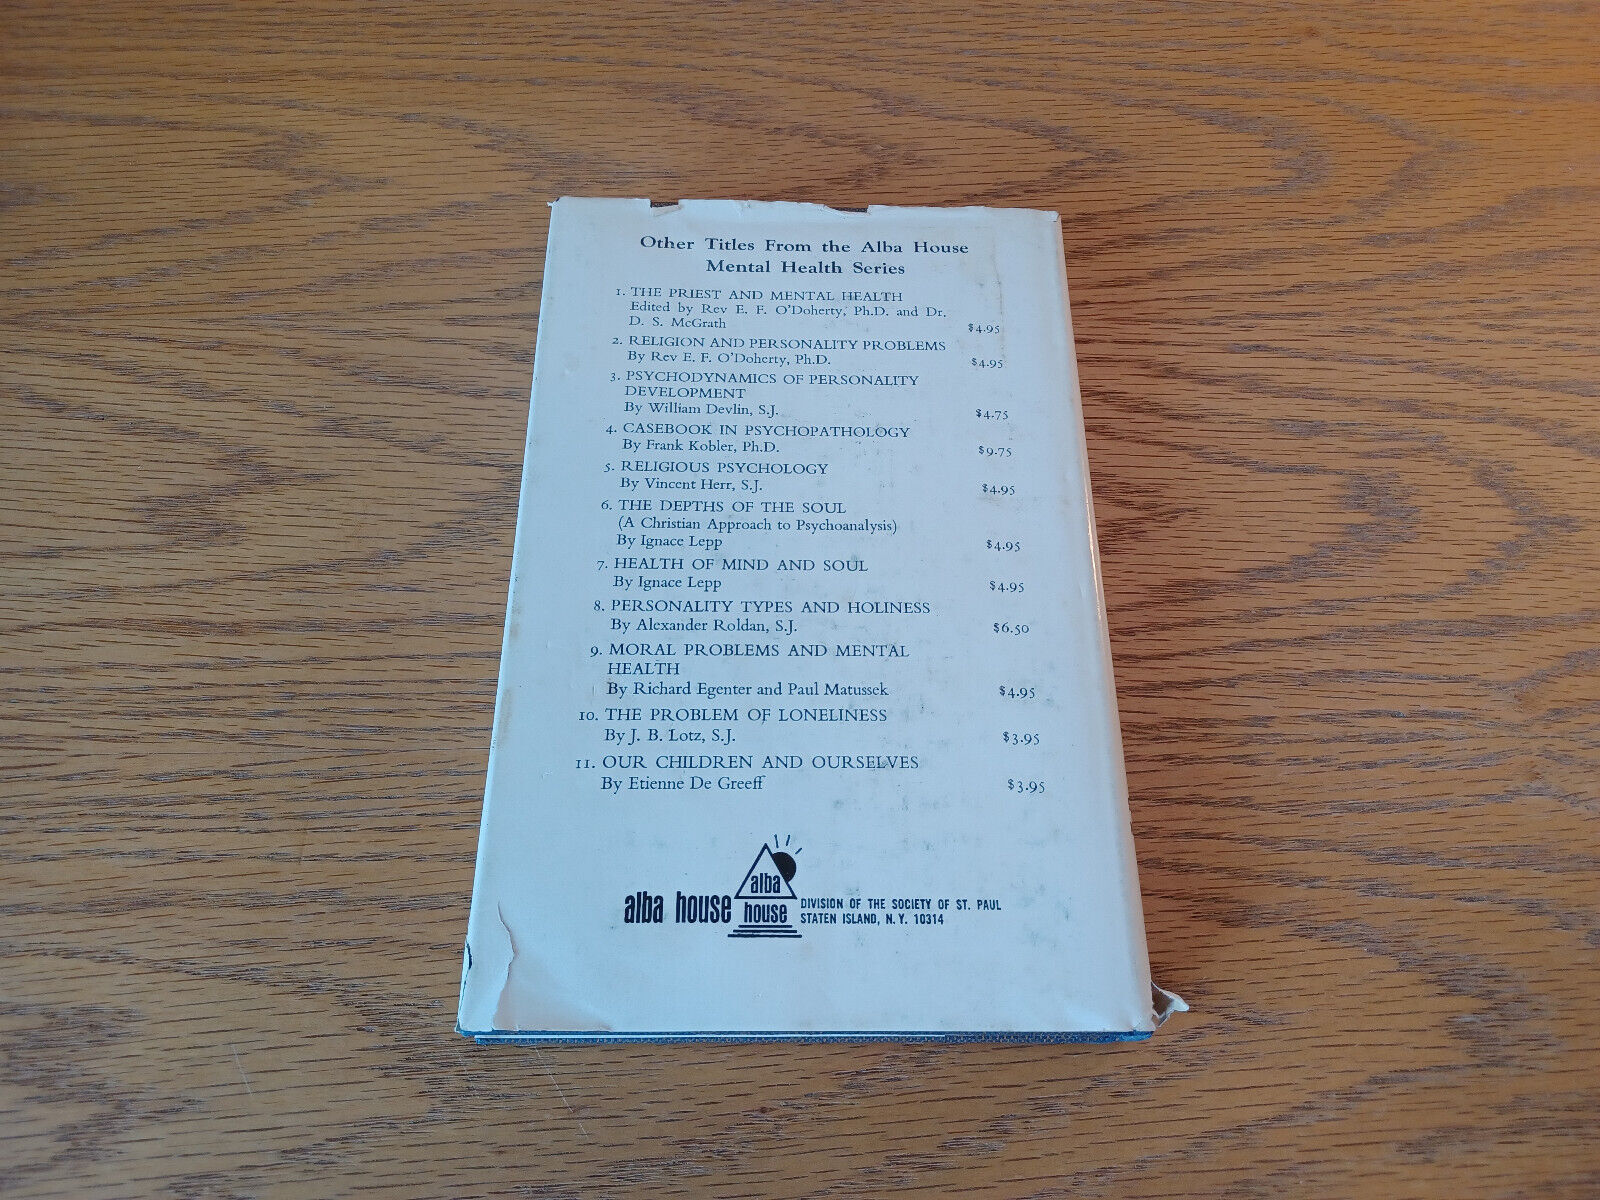 Other Titles From the Alba House
Mental Health Series
1. THE PRIEST AND MENTAL HEALTH
Edited by Rev E. F. O'Doherty, Ph.D. and Dr.
D. S. McGrath $4.95
2. RELIGION AND PERSONALITY PROBLEMS
By Rev E. F. O'Doherty, Ph.D. $4.95
3. PSYCHODYNAMICS OF PERSONALITY
DEVELOPMENT
By William Devlin, S.J. $4.75
4. CASEBOOK IN PSYCHOPATHOLOGY
By Frank Kobler, Ph.D. $9.75
5. RELIGIOUS PSYCHOLOGY
By Vincent Herr, S.J. $4.95
6. THE DEPTHS OF THE SOUL
(A Christian Approach to Psychoanalysis)
By Ignace Lepp $4.95
7. HEALTH OF MIND AND SOUL
By Ignace Lepp $4.95
8. PERSONALITY TYPES AND HOLINESS
By Alexander Roldan, S.J. $6.50
9. MORAL PROBLEMS AND MENTAL
HEALTH
By Richard Egenter and Paul Matussek $4.95
10. THE PROBLEM OF LONELINESS
By J. B. Lotz, S.J. $3.95
11. OUR CHILDREN AND OURSELVES
By Etienne De Greeff $3.95
alba
house
alba house
DIVISION OF THE SOCIETY OF ST. PAUL
STATEN ISLAND, N. Y. 10314